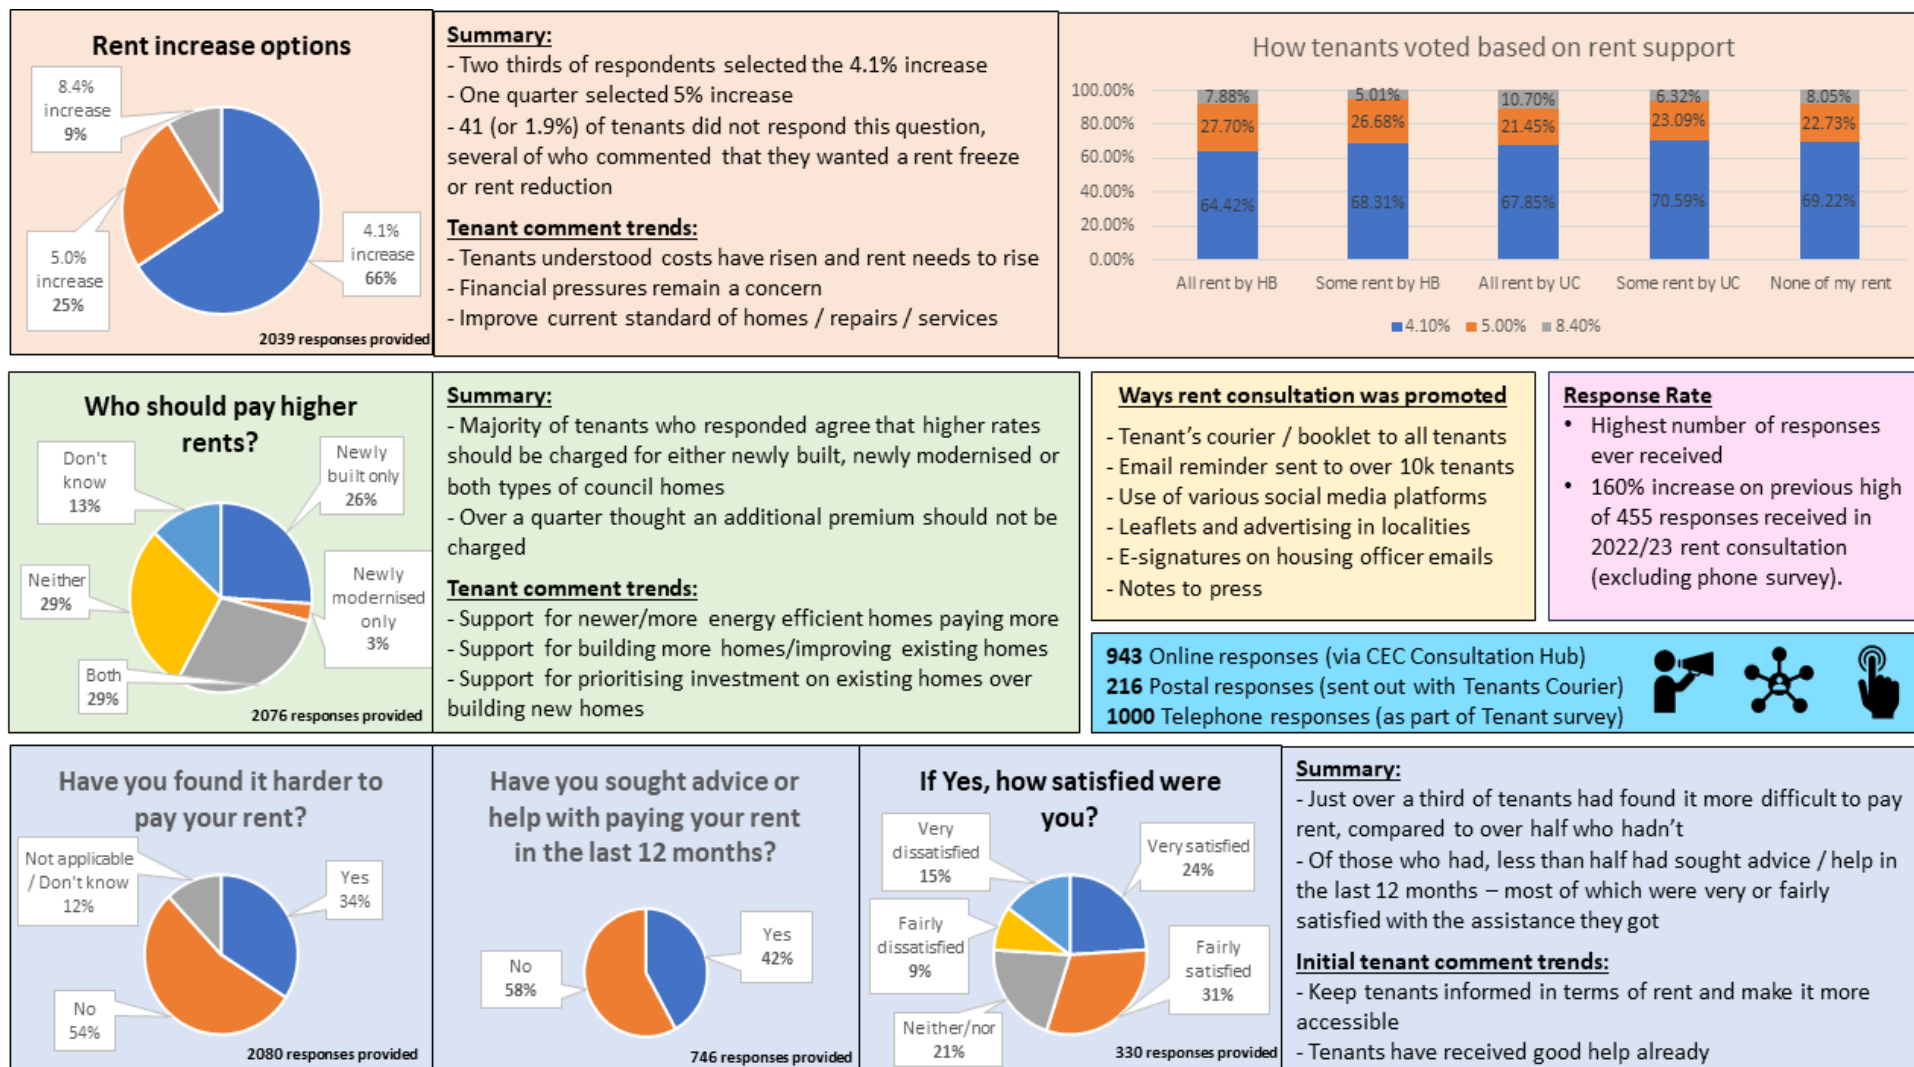 Rent increase options
8.4%
increase
9%
5.0%
increase
25%
4.1%
increase
66%
2039 responses provided
Summary:
- Two thirds of respondents selected the 4.1% increase
- One quarter selected 5% increase
- 41 (or 1.9%) of tenants did not respond this question,
several of who commented that they wanted a rent freeze
or rent reduction
Tenant comment trends:
- Tenants understood costs have risen and rent needs to rise
- Financial pressures remain a concern
- Improve current standard of homes / repairs / services
How tenants voted based on rent support
100.00%
80.00%
60.00%
40.00%
20.00%
0.00%
7.88%
5.01%
10.70%
6.32%
8.05%
27.70%
26.68%
21.45%
23.09%
22.73%
64.42%
68.31%
67.85%
70.59%
69.22%
All rent by HB
Some rent by HB
All rent by UC
Some rent by UC
None of my rent
4.10%
5.00%
8.40%
Who should pay higher
rents?
Don't
know
13%
Newly
built only
26%
Neither
29%
Newly
modernised
only
3%
Both
29%
2076 responses provided
Summary:
- Majority of tenants who responded agree that higher rates
should be charged for either newly built, newly modernised or
both types of council homes
- Over a quarter thought an additional premium should not be
charged
Tenant comment trends:
- Support for newer/more energy efficient homes paying more
- Support for building more homes/improving existing homes
- Support for prioritising investment on existing homes over
building new homes
Ways rent consultation was promoted
- Tenant's courier / booklet to all tenants
- Email reminder sent to over 10k tenants
- Use of various social media platforms
- Leaflets and advertising in localities
- E-signatures on housing officer emails
- Notes to press
Response Rate
• Highest number of responses
ever received
• 160% increase on previous high
of 455 responses received in
2022/23 rent consultation
(excluding phone survey).
943 Online responses (via CEC Consultation Hub)
216 Postal responses (sent out with Tenants Courier)
1000 Telephone responses (as part of Tenant survey)
Have you found it harder to
pay your rent?
Not applicable
/ Don't know
12%
Yes
34%
No
54%
2080 responses provided
Have you sought advice or
help with paying your rent
in the last 12 months?
Yes
42%
No
58%
746 responses provided
If Yes, how satisfied were
you?
Very
dissatisfied
15%
Very satisfied
24%
Fairly
dissatisfied
9%
Fairly
satisfied
31%
Neither/nor
21%
330 responses provided
Summary:
- Just over a third of tenants had found it more difficult to pay
rent, compared to over half who hadn't
- Of those who had, less than half had sought advice / help in
the last 12 months – most of which were very or fairly
satisfied with the assistance they got
Initial tenant comment trends:
- Keep tenants informed in terms of rent and make it more
accessible
- Tenants have received good help already